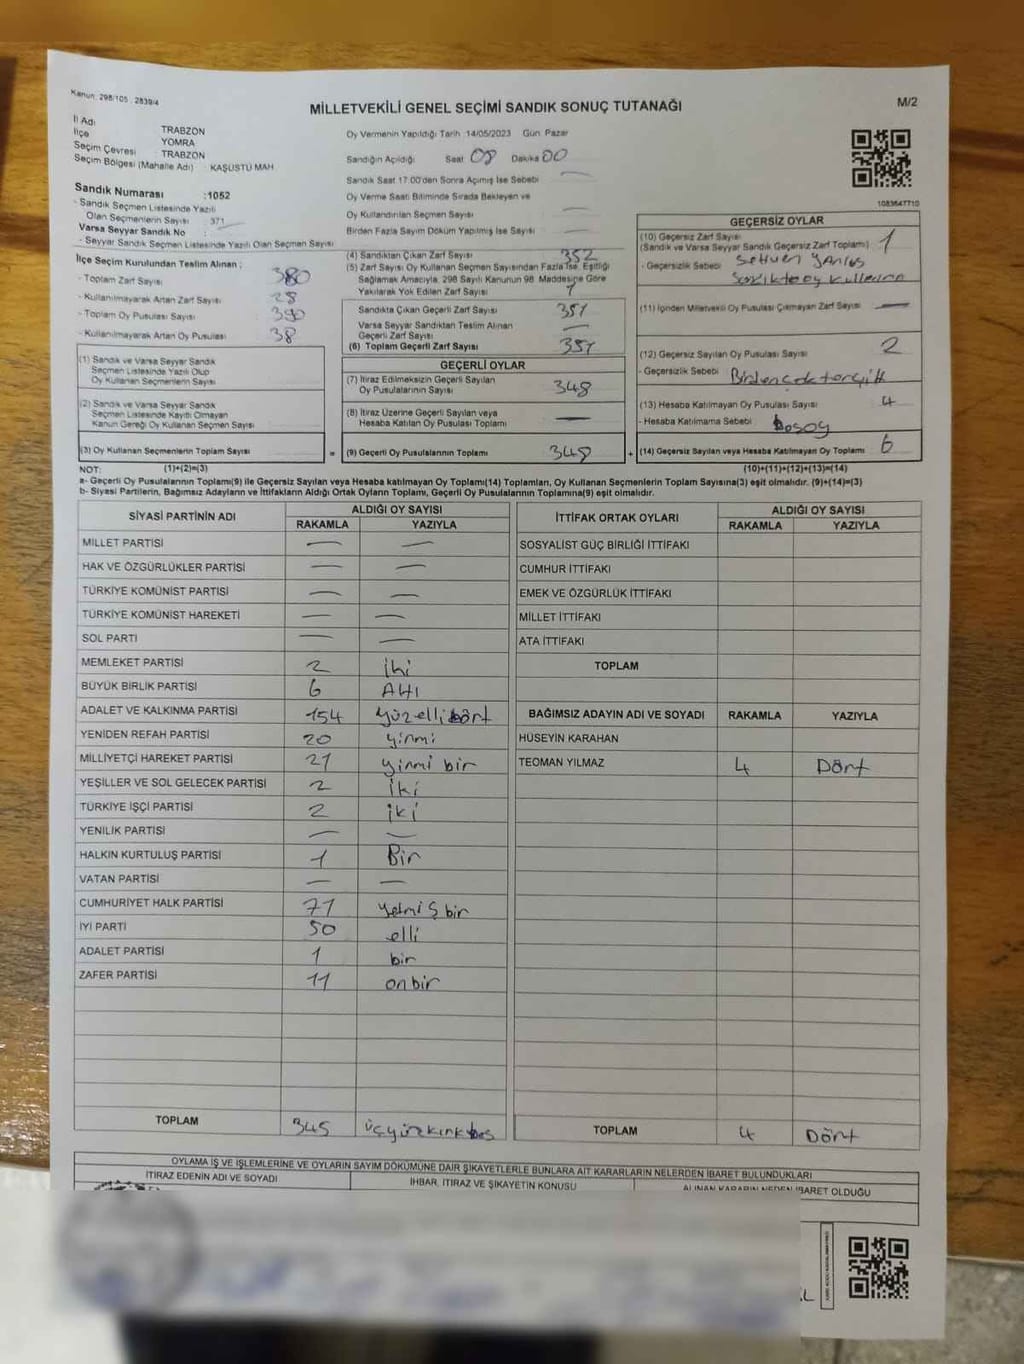 Kanun: 298/105 - 2839/4
MİLLETVEKİLİ GENEL SEÇİMİ SANDIK SONUÇ TUTANAĞI
M/2
İl Adı TRABZON
İlçe YOMRA
Seçim Çevresi TRABZON
Seçim Bölgesi (Mahalle Adı) : KAŞÜSTÜ MAH
Oy Vermenin Yapıldığı Tarih :14/05/2023 Gün: Pazar
Sandığın Açıldığı Saat 08 Dakika 00
Sandık Saat 17:00'den Sonra Açımış İse Sebebi —
Oy Verme Saati Bitiminde Sırada Bekleyen ve
Oy Kullandırılan Seçmen Sayısı —
Birden Fazla Sayım Döküm Yapılmış İse Sayısı —
1083647710
Sandık Numarası :1052
- Sandık Seçmen Listesinde Yazılı
Olan Seçmenlerin Sayısı : 371
Varsa Seyyar Sandık No :
- Seyyar Sandık Seçmen Listesinde Yazılı Olan Seçmen Sayısı
İlçe Seçim Kurulundan Teslim Alınan :
- Toplam Zarf Sayısı : 380
- Kullanılmayarak Artan Zarf Sayısı : 28
- Toplam Oy Pusulası Sayısı : 390
- Kullanılmayarak Artan Oy Pusulası : 38
(4) Sandıktan Çıkan Zarf Sayısı 352
(5) Zarf Sayısı Oy Kullanan Seçmen Sayısından Fazla İse, Eşitliği
Sağlamak Amacıyla, 298 Sayılı Kanunun 98. Maddesine Göre
Yakılarak Yok Edilen Zarf Sayısı 1
Sandıkta Çıkan Geçerli Zarf Sayısı 351
Varsa Seyyar Sandıktan Teslim Alınan
Geçerli Zarf Sayısı —
(6) Toplam Geçerli Zarf Sayısı 351
GEÇERSİZ OYLAR
(10) Geçersiz Zarf Sayısı 1
(Sandık ve Varsa Seyyar Sandık Geçersiz Zarf Toplamı)
- Geçersizlik Sebebi : yanlış
(11) İçinden Milletvekili Oy Pusulası Çıkmayan Zarf Sayısı —
(12) Geçersiz Sayılan Oy Pusulası Sayısı 2
- Geçersizlik Sebebi :
(13) Hesaba Katılmayan Oy Pusulası Sayısı 4
- Hesaba Katılmama Sebebi :
(14) Geçersiz Sayılan veya Hesaba Katılmayan Oy Toplamı 6
(10)+(11)+(12)+(13)=(14)
(1) Sandık ve Varsa Seyyar Sandık
Seçmen Listesinde Yazılı Olup
Oy Kullanan Seçmenlerin Sayısı
(2) Sandık ve Varsa Seyyar Sandık
Seçmen Listesinde Kayıtlı Olmayan
Kanun Gereği Oy Kullanan Seçmen Sayısı
(3) Oy Kullanan Seçmenlerin Toplam Sayısı =
GEÇERLİ OYLAR
(7) İtiraz Edilmeksizin Geçerli Sayılan
Oy Pusulalarının Sayısı 348
(8) İtiraz Üzerine Geçerli Sayılan veya
Hesaba Katılan Oy Pusulası Toplamı —
(9) Geçerli Oy Pusulalarının Toplamı 348 +
NOT: (1)+(2)=(3)
a- Geçerli Oy Pusulalarının Toplamı(9) ile Geçersiz Sayılan veya Hesaba katılmayan Oy Toplamı(14) Toplamları, Oy Kullanan Seçmenlerin Toplam Sayısına(3) eşit olmalıdır. (9)+(14)=(3)
b- Siyasi Partilerin, Bağımsız Adayların ve İttifakların Aldığı Ortak Oyların Toplamı, Geçerli Oy Pusulalarının Toplamına(9) eşit olmalıdır.
SİYASİ PARTİNİN ADI ALDIĞI OY SAYISI
RAKAMLA YAZIYLA
MİLLET PARTİSİ — —
HAK VE ÖZGÜRLÜKLER PARTİSİ — —
TÜRKİYE KOMÜNİST PARTİSİ — —
TÜRKİYE KOMÜNİST HAREKETİ — —
SOL PARTİ — —
MEMLEKET PARTİSİ 2 iki
BÜYÜK BİRLİK PARTİSİ 6 Altı
ADALET VE KALKINMA PARTİSİ 154 yüzellidört
YENİDEN REFAH PARTİSİ 20 yirmi
MİLLİYETÇİ HAREKET PARTİSİ 21 yirmi bir
YEŞİLLER VE SOL GELECEK PARTİSİ 2 iki
TÜRKİYE İŞÇİ PARTİSİ 2 iki
YENİLİK PARTİSİ — —
HALKIN KURTULUŞ PARTİSİ 1 Bir
VATAN PARTİSİ — —
CUMHURİYET HALK PARTİSİ 71 yetmiş bir
İYİ PARTİ 50 elli
ADALET PARTİSİ 1 bir
ZAFER PARTİSİ 11 onbir
TOPLAM 345 üçyüzkırkbeş
İTTİFAK ORTAK OYLARI ALDIĞI OY SAYISI
RAKAMLA YAZIYLA
SOSYALİST GÜÇ BİRLİĞİ İTTİFAKI
CUMHUR İTTİFAKI
EMEK VE ÖZGÜRLÜK İTTİFAKI
MİLLET İTTİFAKI
ATA İTTİFAKI
TOPLAM
BAĞIMSIZ ADAYIN ADI VE SOYADI RAKAMLA YAZIYLA
HÜSEYİN KARAHAN
TEOMAN YILMAZ 4 Dört
TOPLAM 4 Dört
OYLAMA İŞ VE İŞLEMLERİNE VE OYLARIN SAYIM DÖKÜMÜNE DAİR ŞİKAYETLERLE BUNLARA AİT KARARLARIN NELERDEN İBARET BULUNDUKLARI
İTİRAZ EDENİN ADI VE SOYADI
İHBAR, İTİRAZ VE ŞİKAYETİN KONUSU
ALINAN KARARIN NEDEN İBARET OLDUĞU